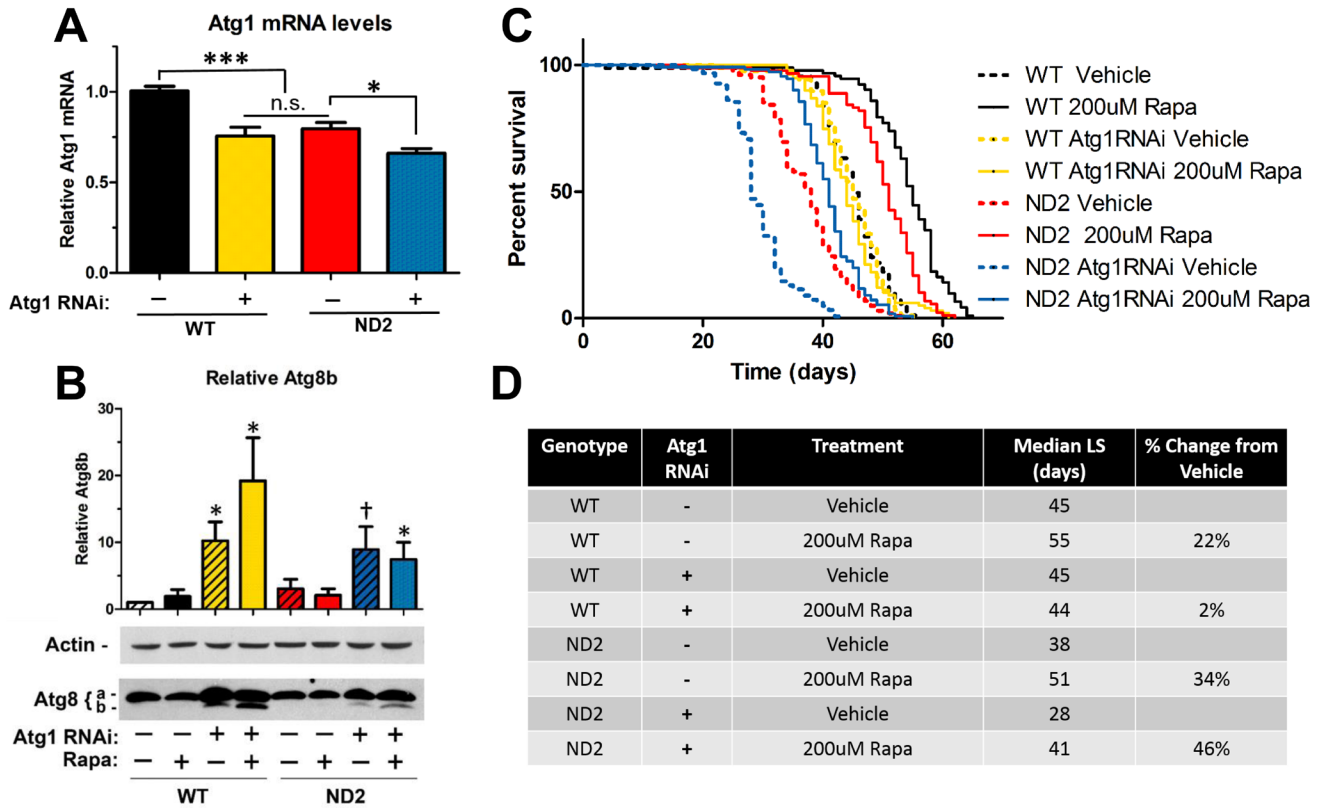 A
Atg1 mRNA levels
Relative Atg1 mRNA
1.0
0.5
0.0
***
n.s.
*
Atg1 RNAi: – + – +
WT ND2
B
Relative Atg8b
Relative Atg8b
30
20
10
0
* * † *
Actin -
Atg8 { a -
b -
Atg1 RNAi: – – + + – – + +
Rapa: – + – + – + – +
WT ND2
C
Percent survival
100
50
0
0 20 40 60
Time (days)
WT Vehicle
WT 200uM Rapa
WT Atg1RNAi Vehicle
WT Atg1RNAi 200uM Rapa
ND2 Vehicle
ND2 200uM Rapa
ND2 Atg1RNAi Vehicle
ND2 Atg1RNAi 200uM Rapa
D
Genotype Atg1 RNAi Treatment Median LS (days) % Change from Vehicle
WT - Vehicle 45
WT - 200uM Rapa 55 22%
WT + Vehicle 45
WT + 200uM Rapa 44 2%
ND2 - Vehicle 38
ND2 - 200uM Rapa 51 34%
ND2 + Vehicle 28
ND2 + 200uM Rapa 41 46%